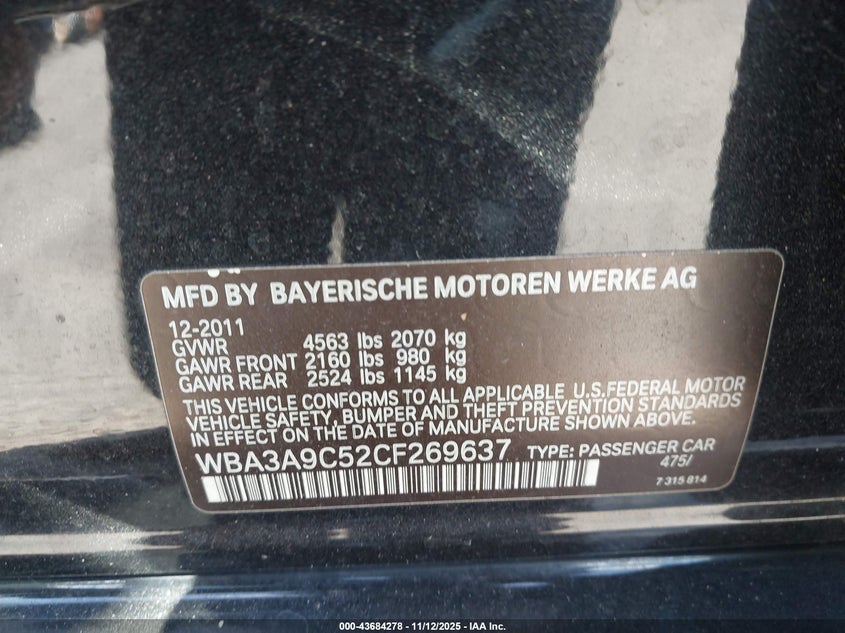 MFD BY BAYERISCHE MOTOREN WERKE AG
12-2011
GVWR 4563 lbs 2070 kg
GAWR FRONT 2160 lbs 980 kg
GAWR REAR 2524 lbs 1145 kg
THIS VEHICLE CONFORMS TO ALL APPLICABLE U.S.FEDERAL MOTOR
VEHICLE SAFETY, BUMPER AND THEFT PREVENTION STANDARDS
IN EFFECT ON THE DATE OF MANUFACTURE SHOWN ABOVE.
WBA3A9C52CF269637 TYPE: PASSENGER CAR
475/
7 315 814
000-43684278 - 11/12/2025 - IAA Inc.